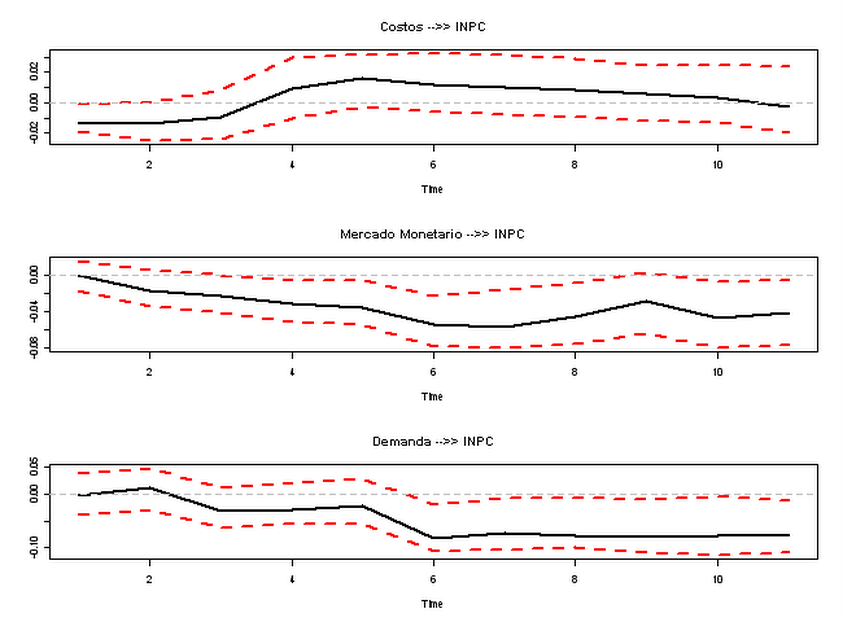 Costos -->> INPC
0.02
0.00
-0.02
2 4 6 8 10
Time
Mercado Monetario -->> INPC
0.00
-0.04
-0.08
2 4 6 8 10
Time
Demanda -->> INPC
0.05
0.00
-0.10
2 4 6 8 10
Time